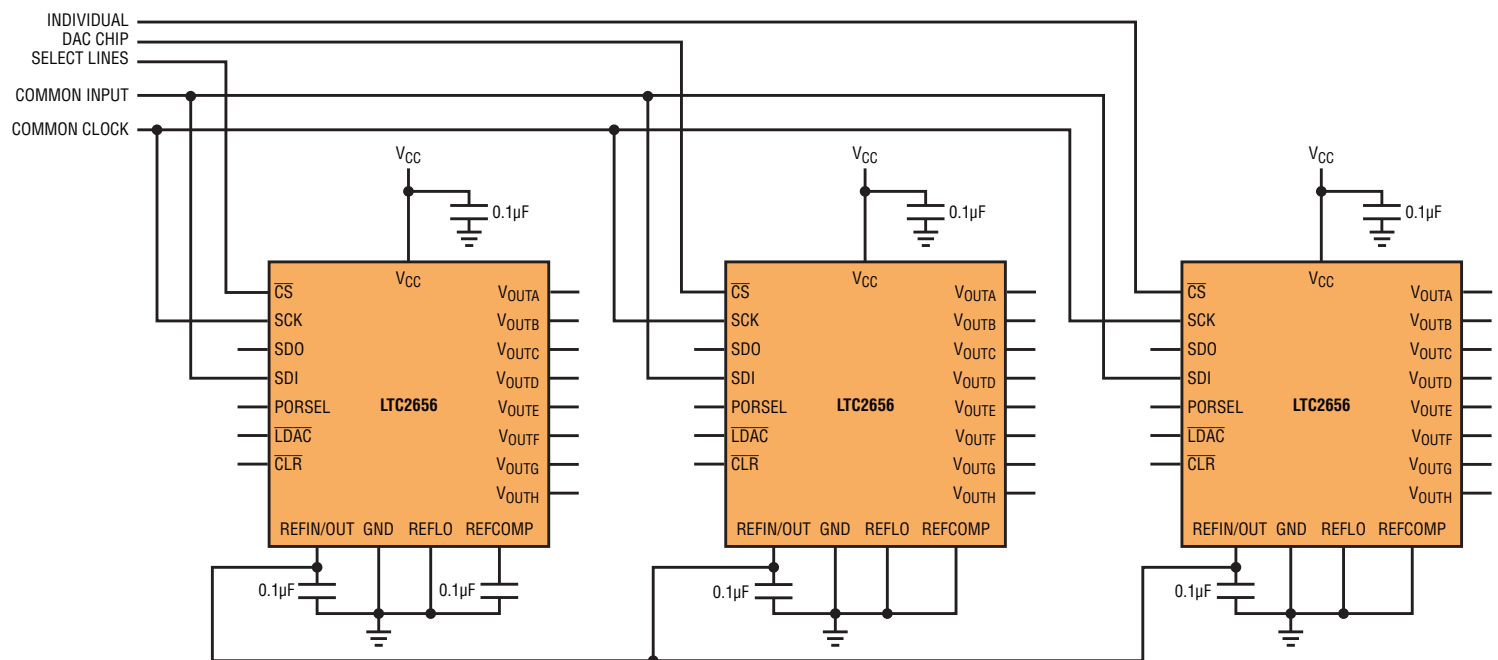 INDIVIDUAL
DAC CHIP
SELECT LINES
COMMON INPUT
COMMON CLOCK
VCC
0.1µF
VCC
0.1µF
VCC
0.1µF
VCC
CS
SCK
SDO
SDI
PORSEL
LDAC
CLR
LTC2656
VOUTA
VOUTB
VOUTC
VOUTD
VOUTE
VOUTF
VOUTG
VOUTH
REFIN/OUT GND REFLO REFCOMP
0.1µF
0.1µF
VCC
CS
SCK
SDO
SDI
PORSEL
LDAC
CLR
LTC2656
VOUTA
VOUTB
VOUTC
VOUTD
VOUTE
VOUTF
VOUTG
VOUTH
REFIN/OUT GND REFLO REFCOMP
0.1µF
VCC
CS
SCK
SDO
SDI
PORSEL
LDAC
CLR
LTC2656
VOUTA
VOUTB
VOUTC
VOUTD
VOUTE
VOUTF
VOUTG
VOUTH
REFIN/OUT GND REFLO REFCOMP
0.1µF